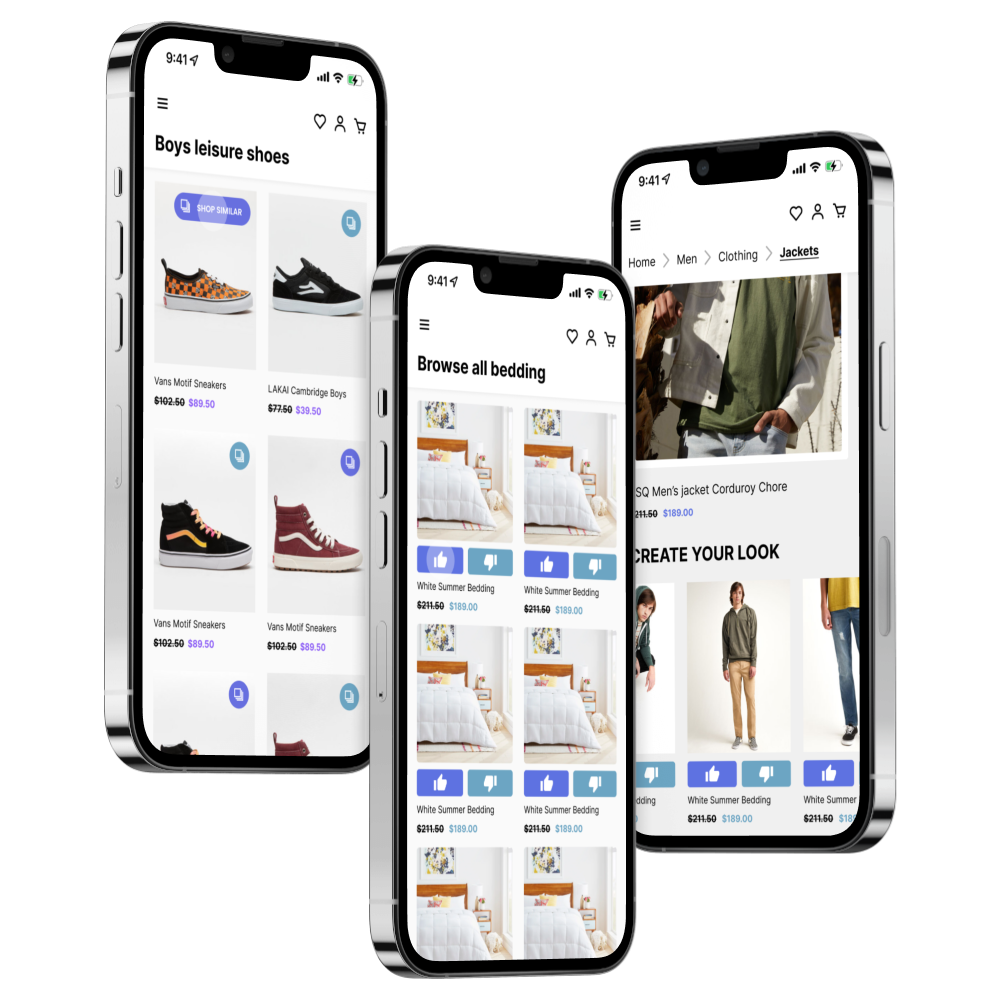 9:41
Boys leisure shoes
SHOP SIMILAR
Vans Motif Sneakers
$102.50 $89.50
LAKAI Cambridge Boys
$77.50 $39.50
Vans Motif Sneakers
$102.50 $89.50
Vans Motif Sneakers
$102.50 $89.50
9:41
Browse all bedding
White Summer Bedding
$211.50 $189.00
White Summer Bedding
$211.50 $189.00
White Summer Bedding
$211.50 $189.00
White Summer Bedding
$211.50 $189.00
9:41
Home > Men > Clothing > Jackets
SQ Men's jacket Corduroy Chore
211.50 $189.00
CREATE YOUR LOOK
dding
White Summer Bedding
$211.50 $189.00
White Summer
$211.50 $18